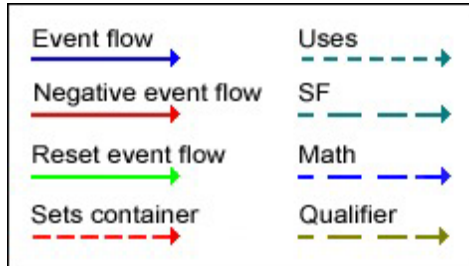 Event flow
Uses
Negative event flow
SF
Reset event flow
Math
Sets container
Qualifier